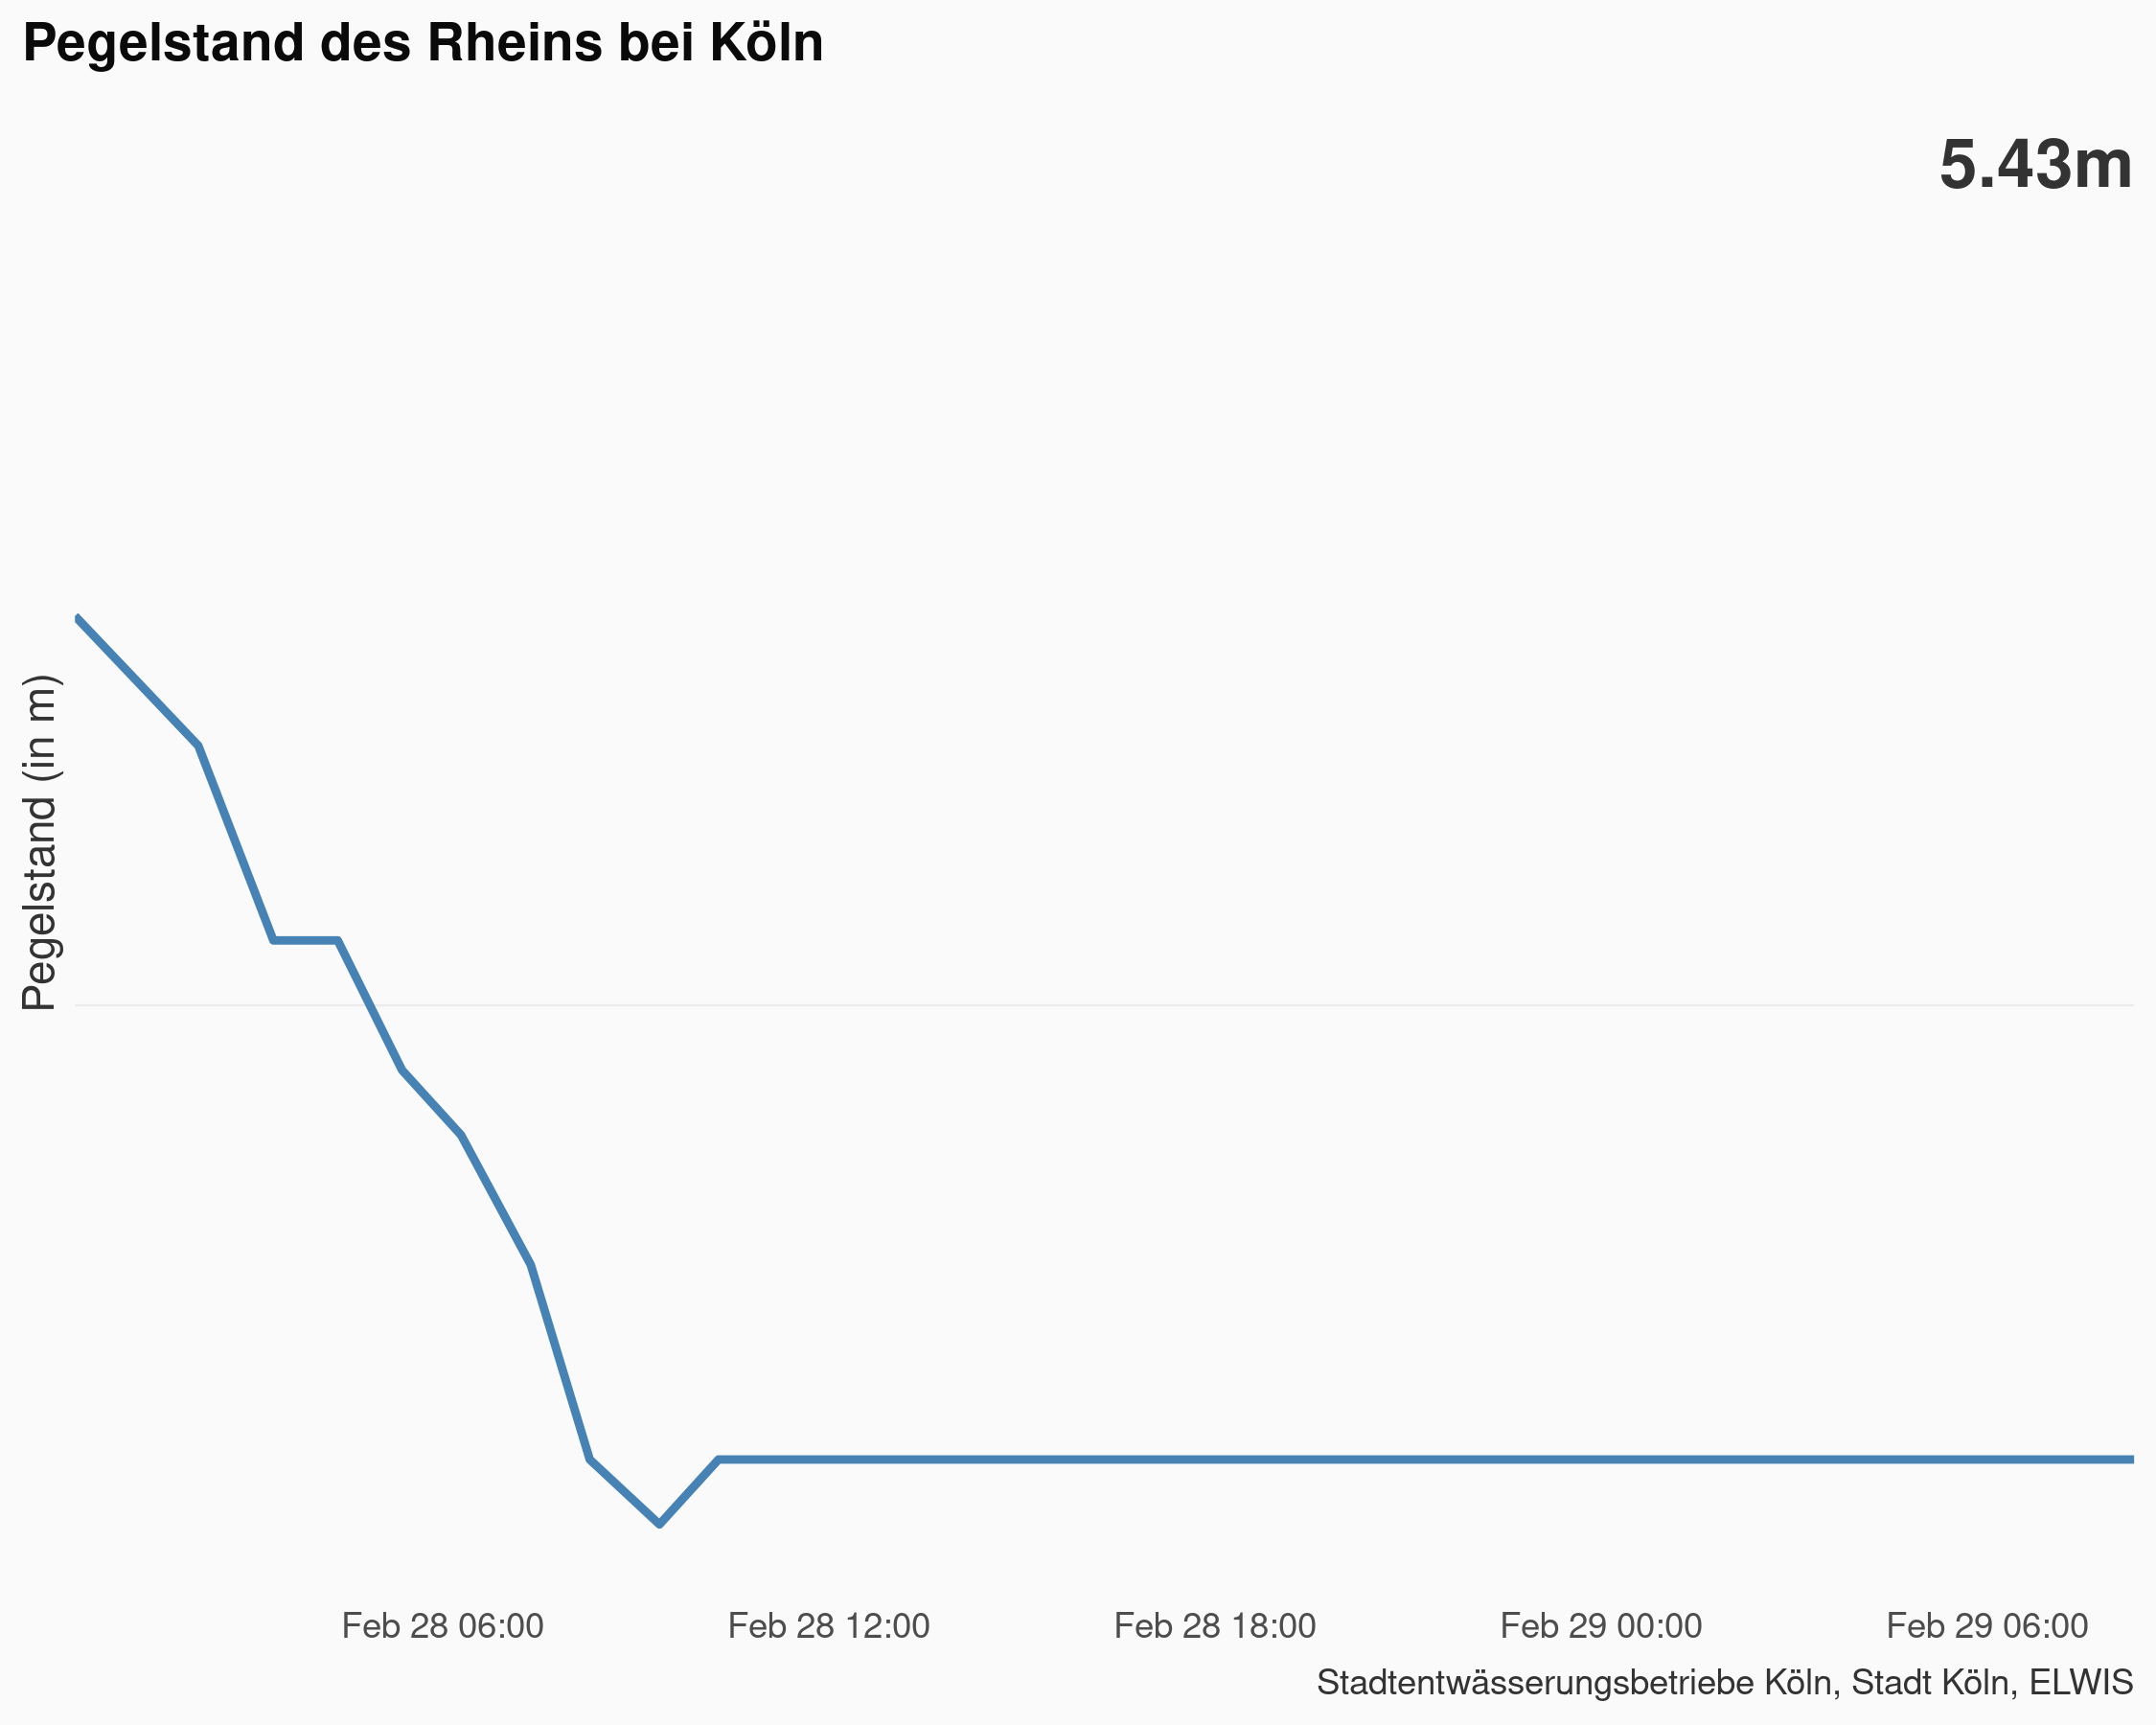 Pegelstand des Rheins bei Köln
5.43m
Pegelstand (in m)
Feb 28 06:00 Feb 28 12:00 Feb 28 18:00 Feb 29 00:00 Feb 29 06:00
Stadtentwässerungsbetriebe Köln, Stadt Köln, ELWIS